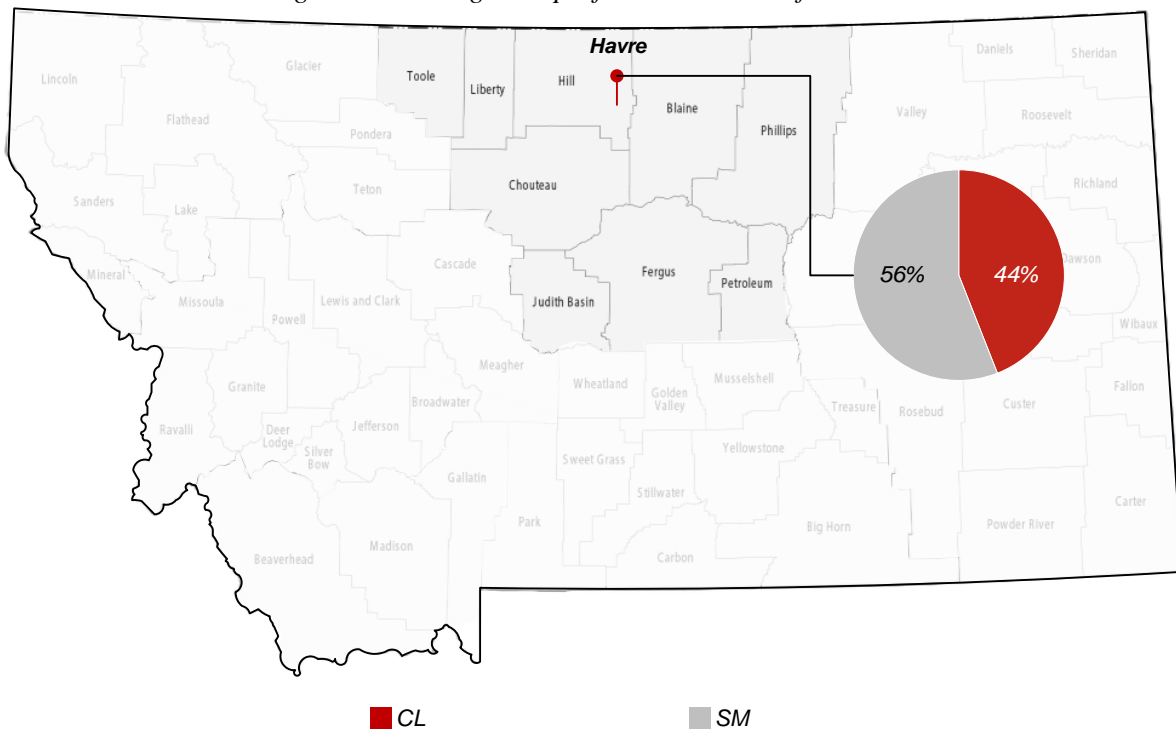 Havre
Daniels
Sheridan
Glacier
Toole
Hill
Lincoln
Liberty
Blaine
Valley
Roosevelt
Flathead
Pondera
Phillips
Chouteau
Teton
Richland
Sanders
Lake
Cascade
Fergus
Dawson
Mineral
56%
44%
Petroleum
Missoula
Lewis and Clark
Judith Basin
Powell
Wibaux
Meagher
Granite
Wheatland
Golden
Valley
Musselshell
Fallon
Broadwater
Treasure
Rosebud
Custer
Ravalli
Deer
Lodge
Jefferson
Silver
Bow
Yellowstone
Sweet Grass
Gallatin
Stillwater
Carter
Park
Big Horn
Powder River
Madison
Beaverhead
Carbon
CL
SM